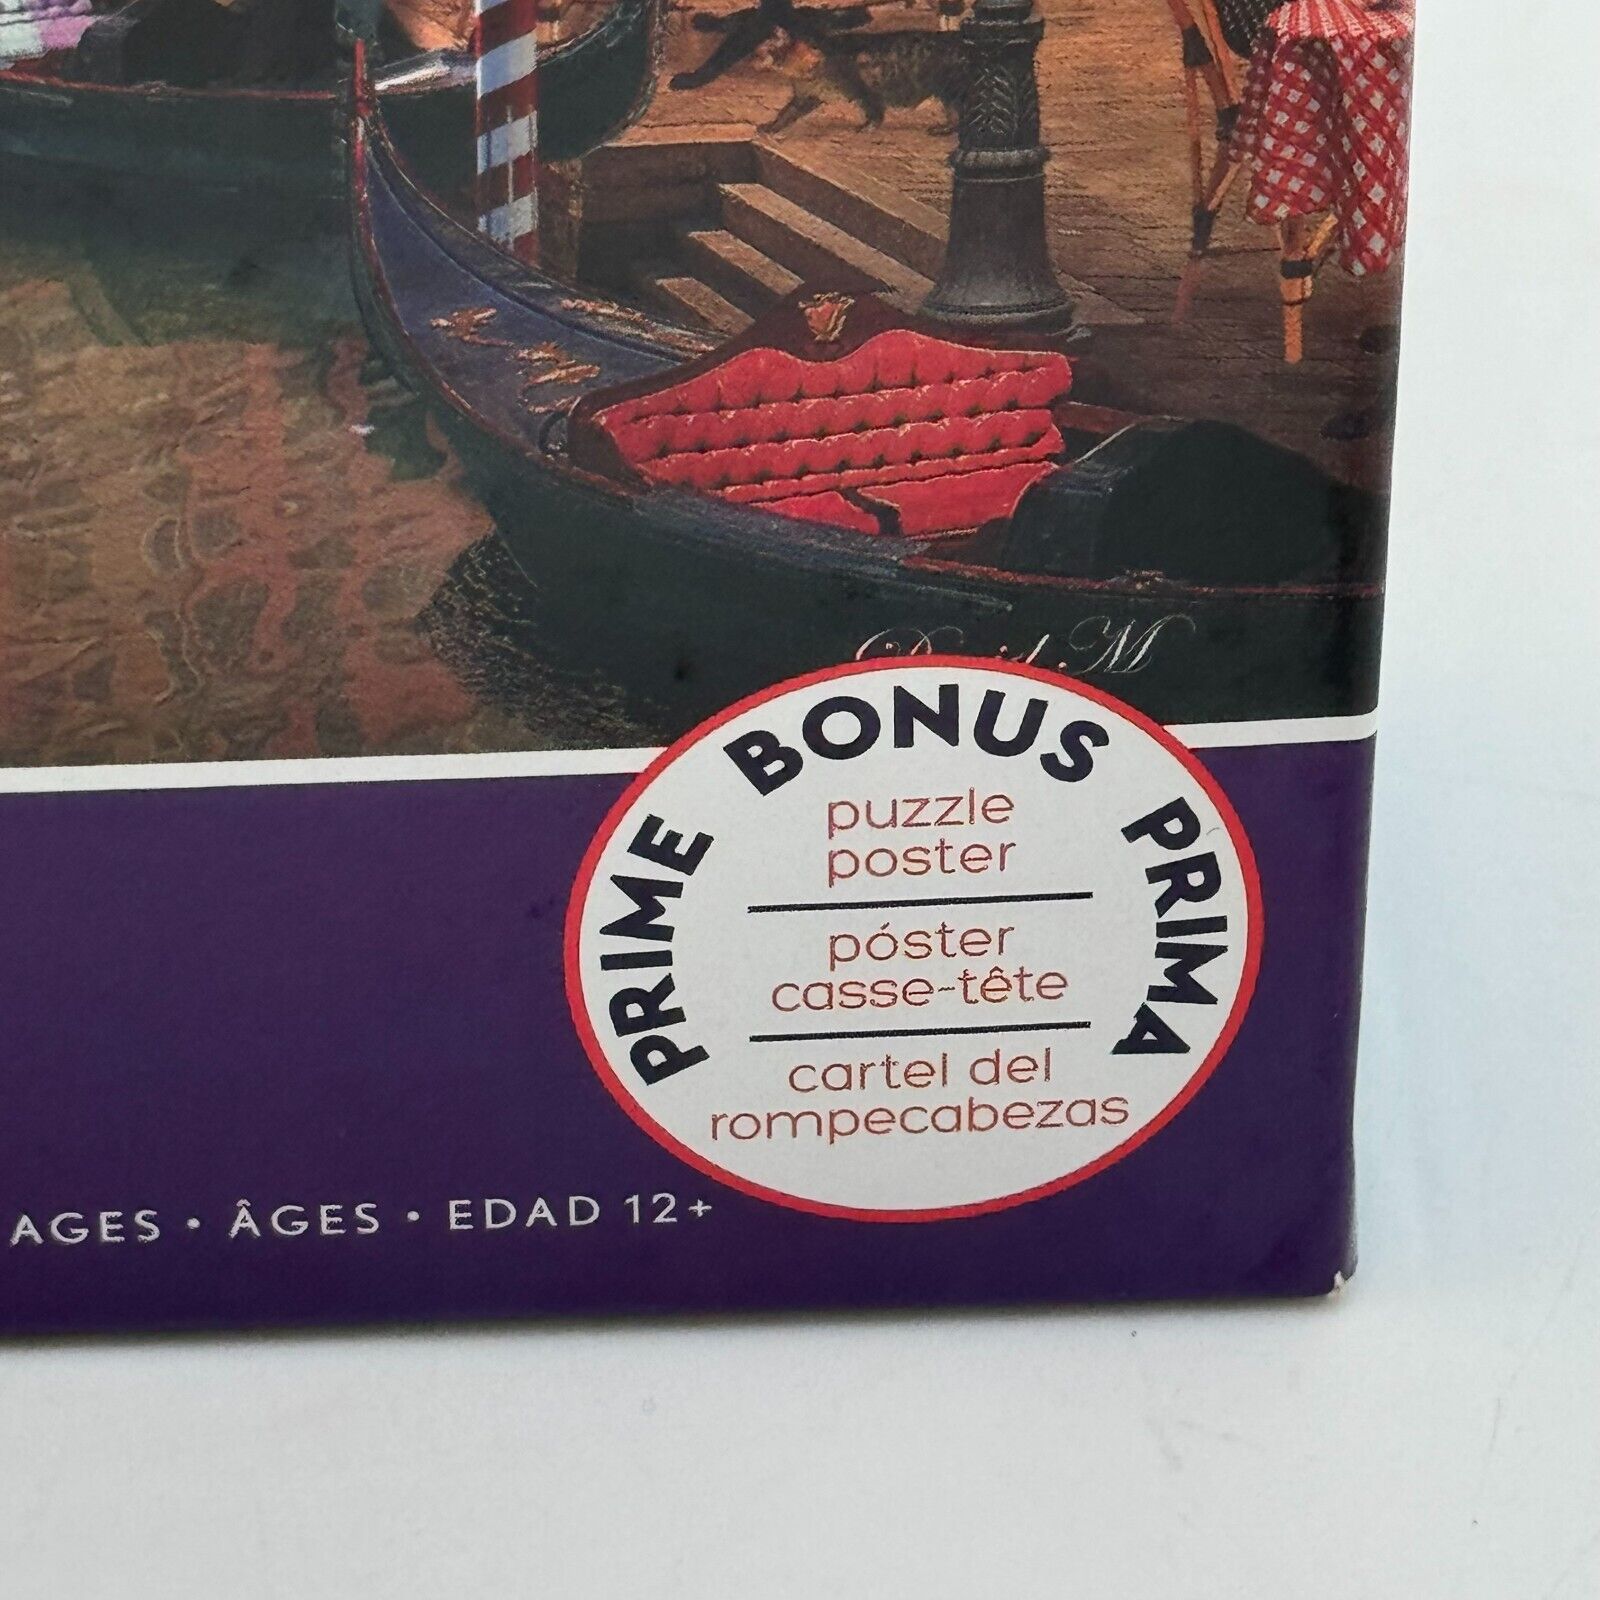 PRIME BONUS PRIMA
puzzle
poster
póster
casse-tête
cartel del
rompecabezas
AGES • ÂGES • EDAD 12+